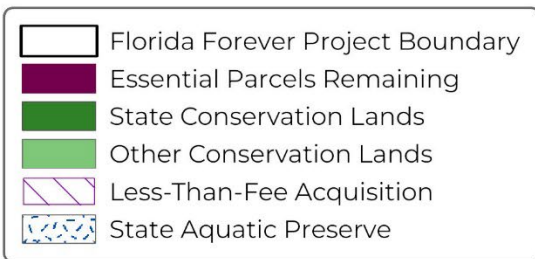 Florida Forever Project Boundary
Essential Parcels Remaining
State Conservation Lands
Other Conservation Lands
Less-Than-Fee Acquisition
State Aquatic Preserve